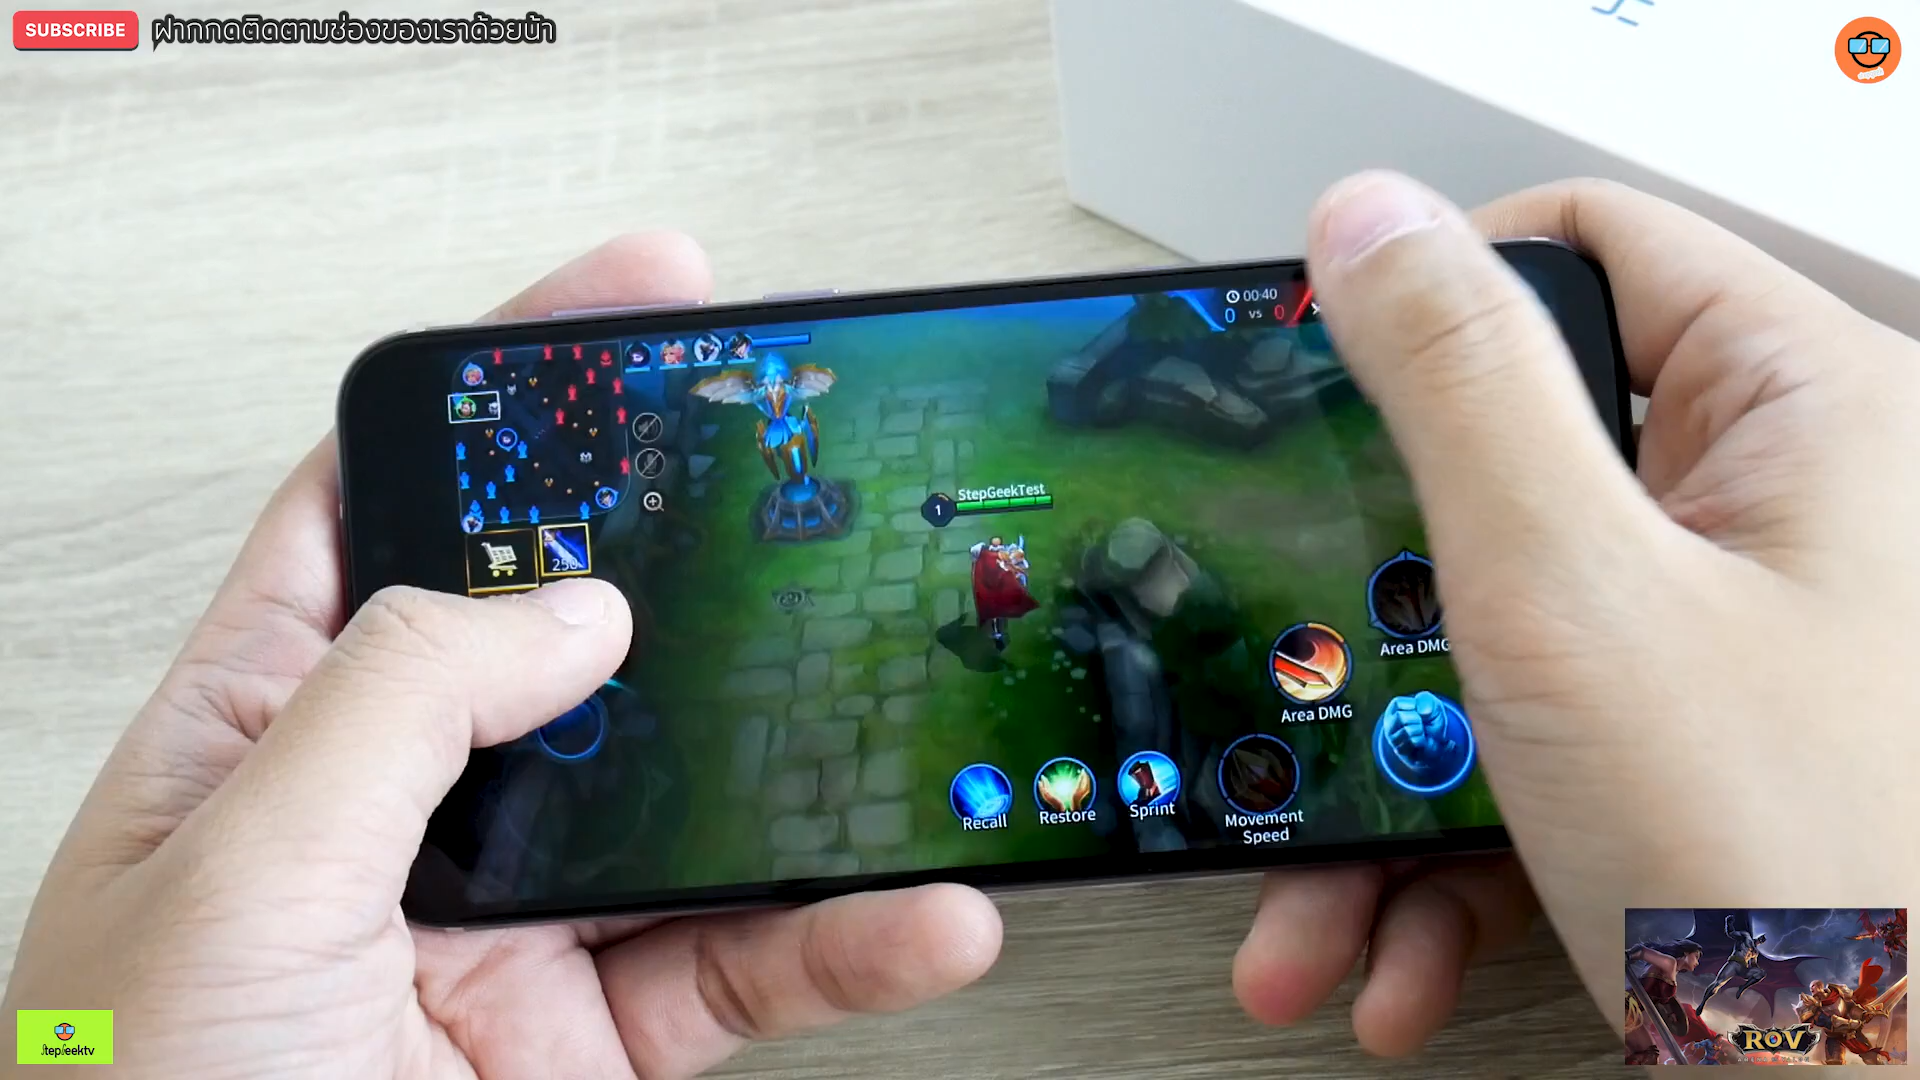 SUBSCRIBE ฝากกดติดตามช่องของเราด้วยน้า
00:40
0 vs 0
StepGeekTest
1
250
Area DMG
Area DMG
Recall
Restore
Sprint
Movement
Speed
StepGeektv
ROV